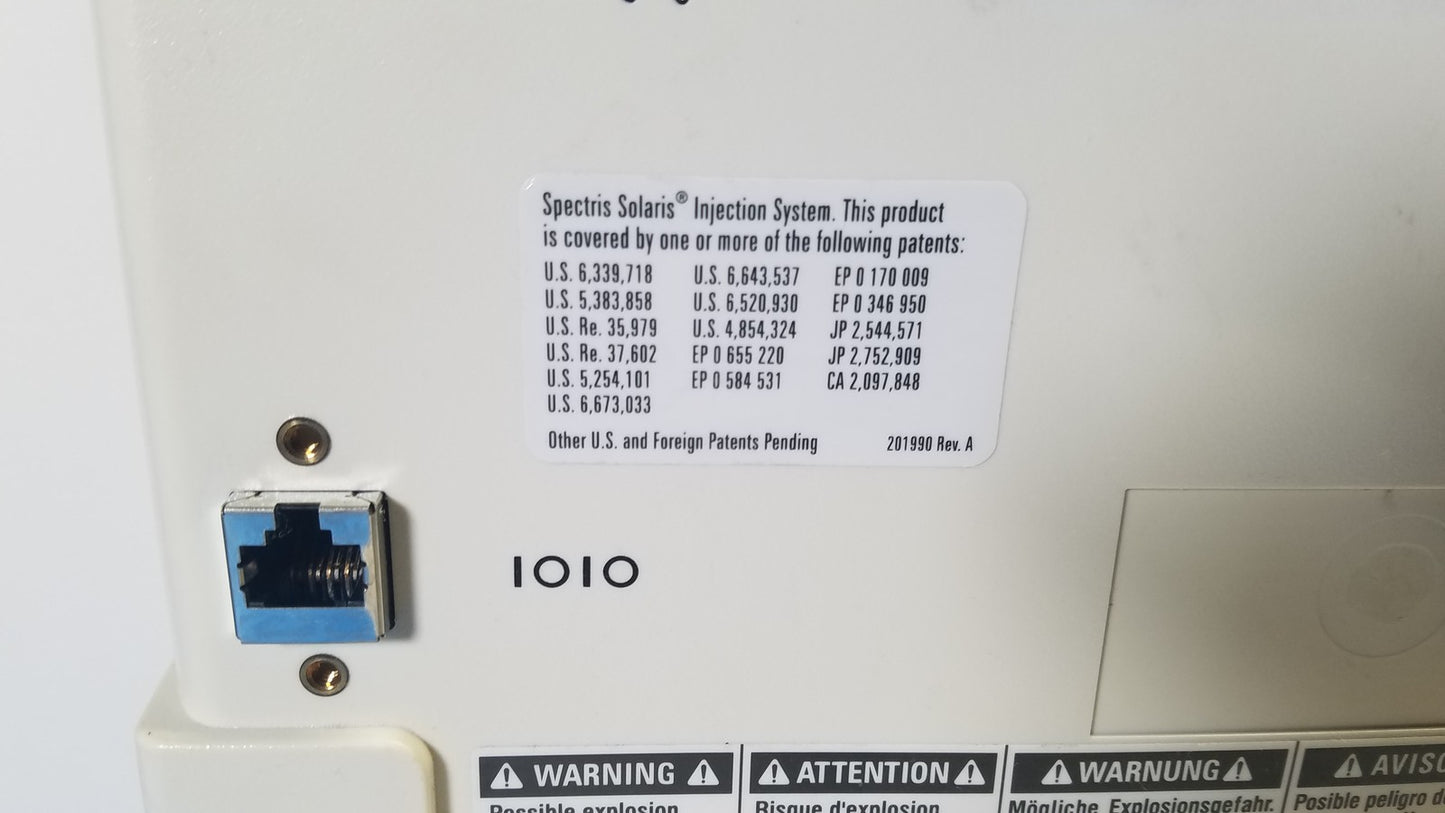 Spectris Solaris® Injection System. This product
is covered by one or more of the following patents:
U.S. 6,339,718 U.S. 6,643,537 EP 0 170 009
U.S. 5,383,858 U.S. 6,520,930 EP 0 346 950
U.S. Re. 35,979 U.S. 4,854,324 JP 2,544,571
U.S. Re. 37,602 EP 0 655 220 JP 2,752,909
U.S. 5,254,101 EP 0 584 531 CA 2,097,848
U.S. 6,673,033
Other U.S. and Foreign Patents Pending 201990 Rev. A
IOIO
WARNING ATTENTION WARNUNG AVISO
Possible explosion Risque d'explosion Mögliche Explosionsgefahr. Posible peligro d